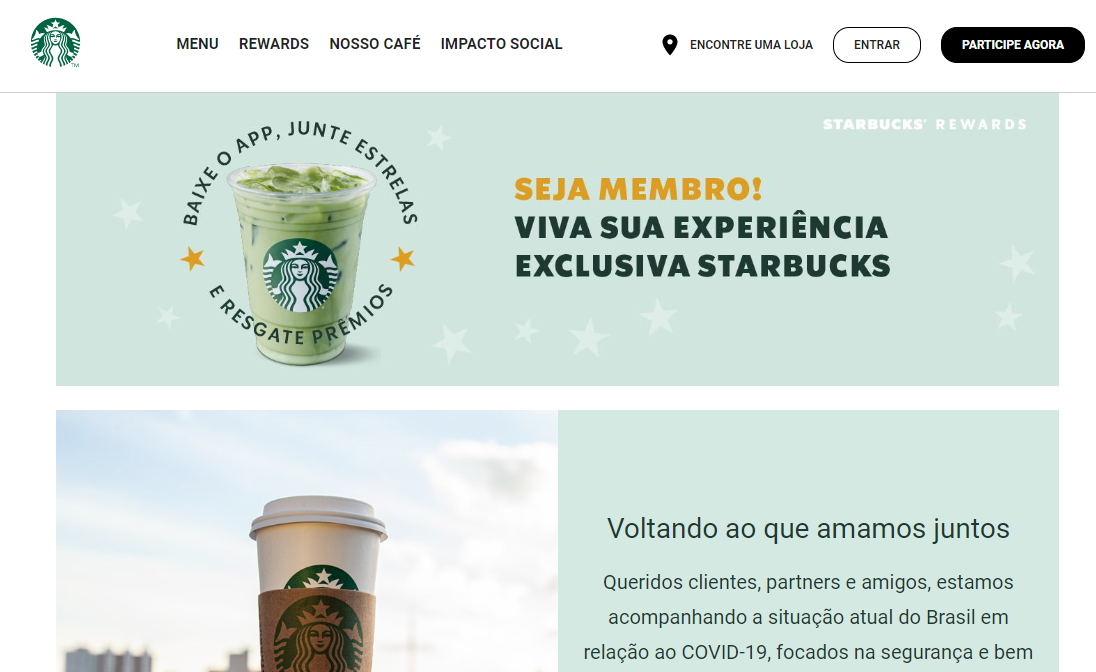 MENU REWARDS NOSSO CAFÉ IMPACTO SOCIAL ENCONTRE UMA LOJA ENTRAR PARTICIPE AGORA
TM
STARBUCKS® REWARDS
BAIXE O APP, JUNTE ESTRELAS
E RESGATE PRÊMIOS
SEJA MEMBRO!
VIVA SUA EXPERIÊNCIA
EXCLUSIVA STARBUCKS
Voltando ao que amamos juntos
Queridos clientes, partners e amigos, estamos
acompanhando a situação atual do Brasil em
relação ao COVID-19, focados na segurança e bem